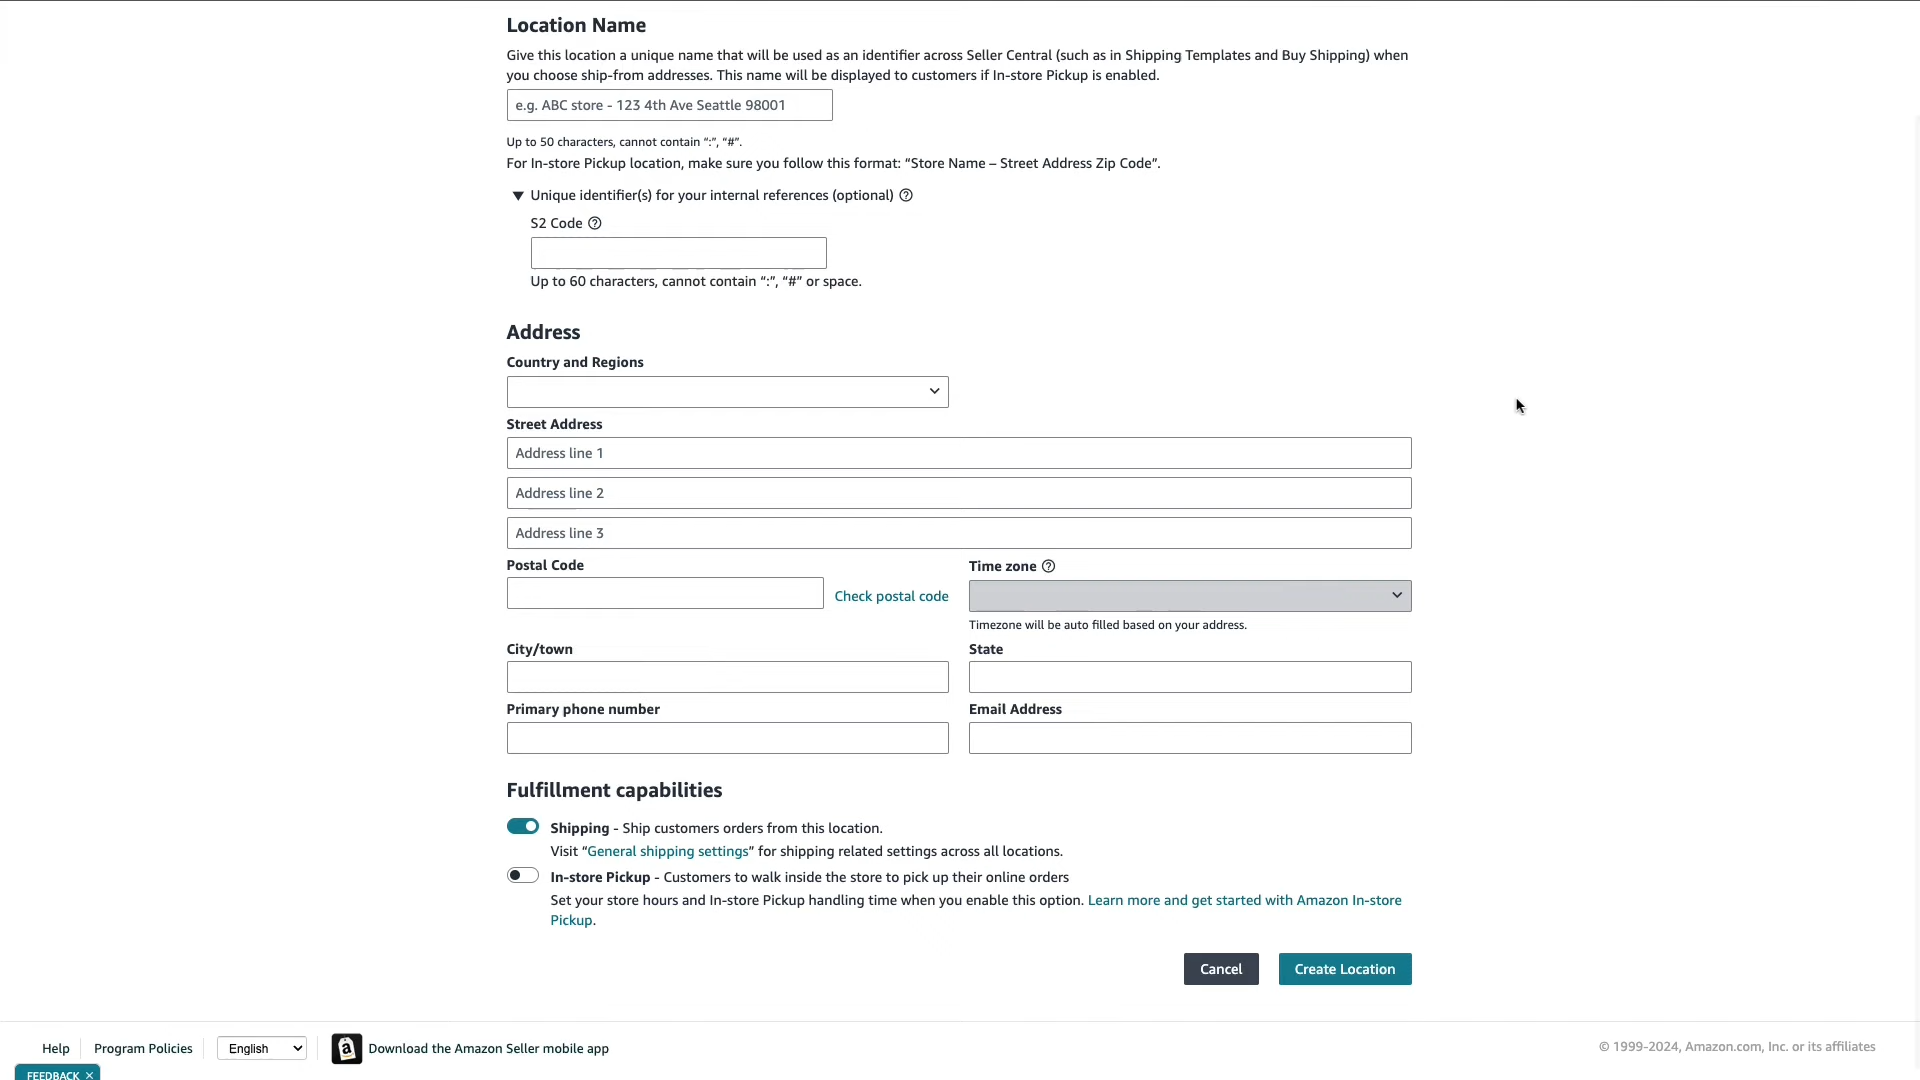 Location Name
Give this location a unique name that will be used as an identifier across Seller Central (such as in Shipping Templates and Buy Shipping) when
you choose ship-from addresses. This name will be displayed to customers if In-store Pickup is enabled.
e.g. ABC store - 123 4th Ave Seattle 98001
Up to 50 characters, cannot contain “:”, “#”.
For In-store Pickup location, make sure you follow this format: “Store Name – Street Address Zip Code”.
Unique identifier(s) for your internal references (optional)
S2 Code
Up to 60 characters, cannot contain “:”, “#” or space.
Address
Country and Regions
Street Address
Address line 1
Address line 2
Address line 3
Postal Code
Check postal code
Time zone
Timezone will be auto filled based on your address.
City/town
State
Primary phone number
Email Address
Fulfillment capabilities
Shipping - Ship customers orders from this location.
Visit “General shipping settings” for shipping related settings across all locations.
In-store Pickup - Customers to walk inside the store to pick up their online orders
Set your store hours and In-store Pickup handling time when you enable this option. Learn more and get started with Amazon In-store
Pickup.
Cancel
Create Location
Help
Program Policies
English
a
Download the Amazon Seller mobile app
© 1999-2024, Amazon.com, Inc. or its affiliates
FEEDBACK ×